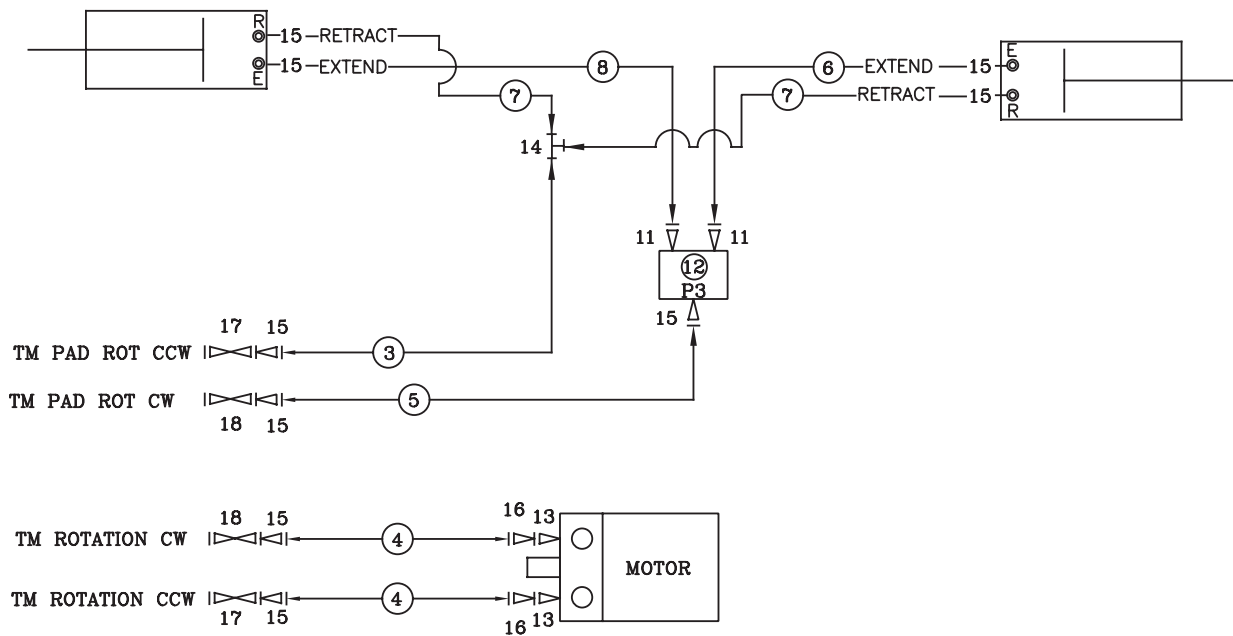 R 15 RETRACT
15 EXTEND 8 6 EXTEND 15 E
E
7 7 RETRACT 15
R
14
11 11
12
P3
15
17 15
TM PAD ROT CCW 3
TM PAD ROT CW 5
18 15
18 15 16 13
TM ROTATION CW 4
MOTOR
TM ROTATION CCW 4
17 15 16 13